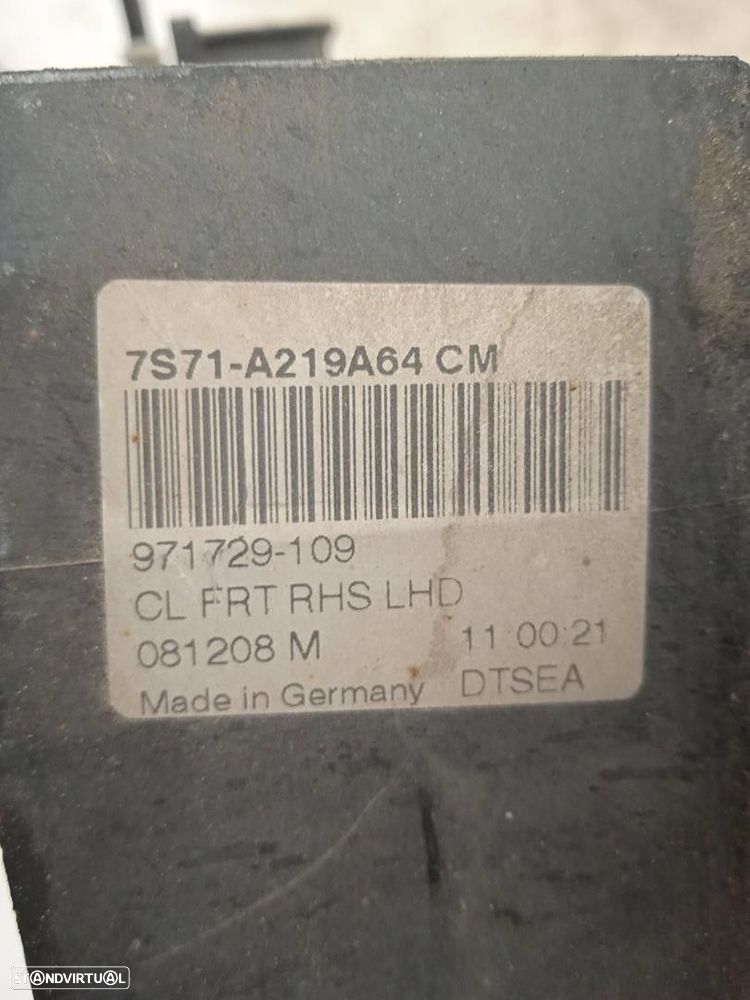 7S71-A219A64 CM
971729-109
CL FRT RHS LHD
081208 M 11:00:21
Made in Germany DTSEA
STANDVIRTUAL